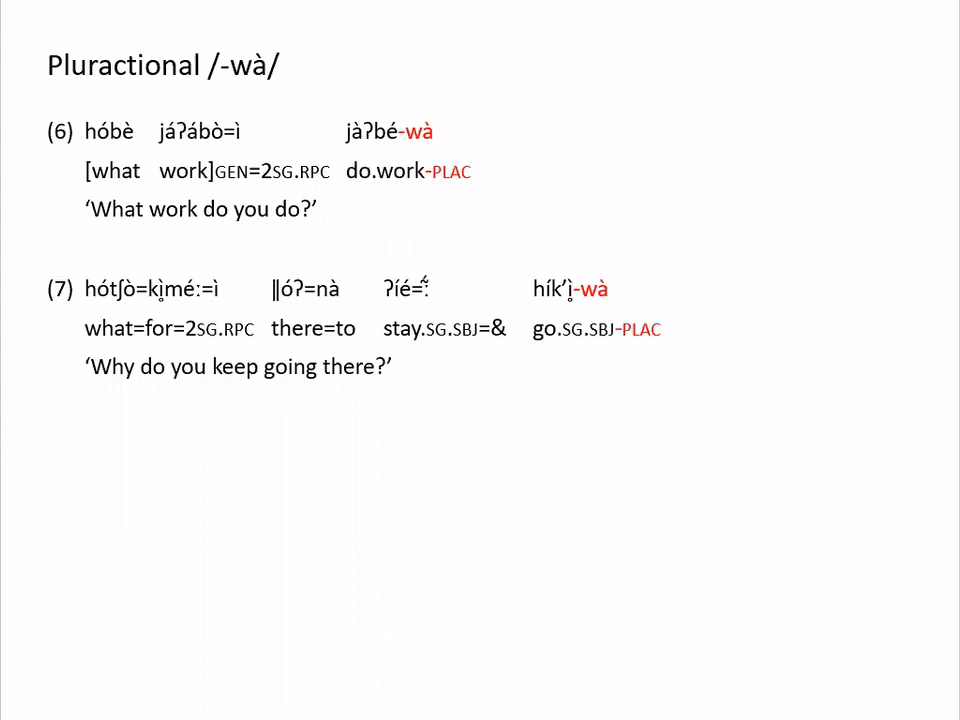 Pluractional /-wà/
(6) hóbè jáʔábò=ì jàʔbé-wà
[what work]GEN=2SG.RPC do.work-PLAC
‘What work do you do?’
(7) hótʃò=kì̥méː=ì ǁóʔ=nà ʔíé=ː̃́ hík’ì̥-wà
what=for=2SG.RPC there=to stay.SG.SBJ=& go.SG.SBJ-PLAC
‘Why do you keep going there?’